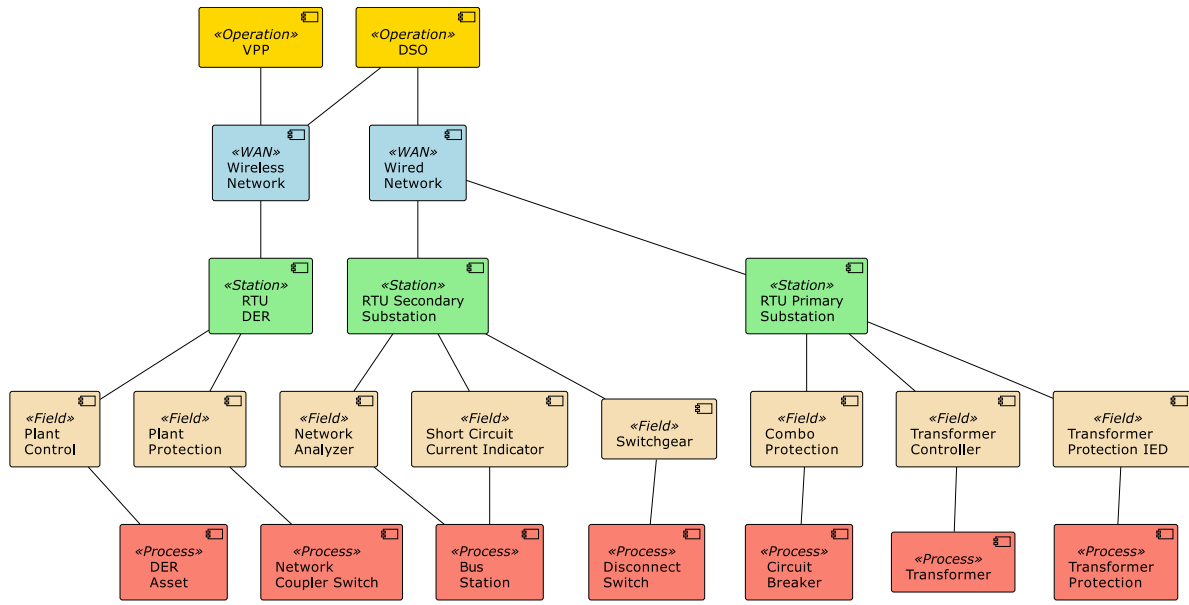 «Operation»
VPP
«Operation»
DSO
«WAN»
Wireless
Network
«WAN»
Wired
Network
«Station»
RTU
DER
«Station»
RTU Secondary
Substation
«Station»
RTU Primary
Substation
«Field»
Plant
Control
«Field»
Plant
Protection
«Field»
Network
Analyzer
«Field»
Short Circuit
Current Indicator
«Field»
Switchgear
«Field»
Combo
Protection
«Field»
Transformer
Controller
«Field»
Transformer
Protection IED
«Process»
DER
Asset
«Process»
Network
Coupler Switch
«Process»
Bus
Station
«Process»
Disconnect
Switch
«Process»
Circuit
Breaker
«Process»
Transformer
«Process»
Transformer
Protection